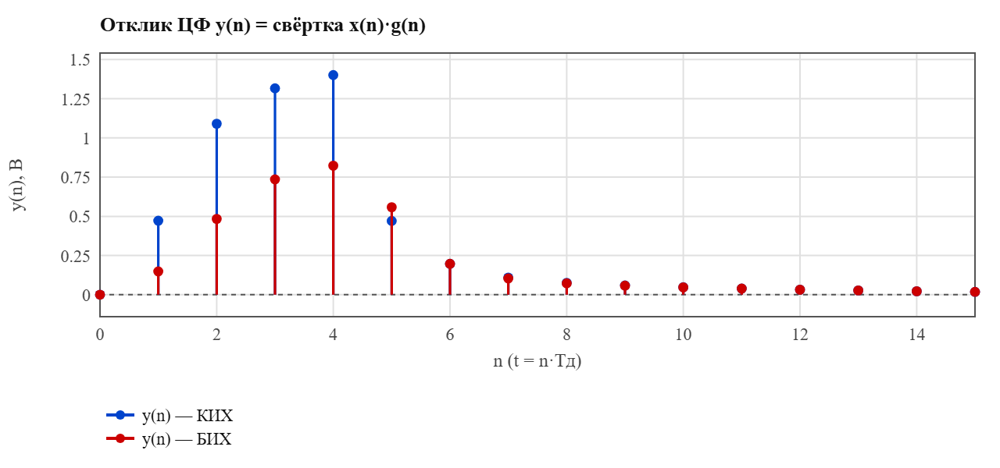 Отклик ЦФ y(n) = свёртка x(n)·g(n)
1.5
1.25
1
0.75
0.5
0.25
0
y(n), В
0 2 4 6 8 10 12 14
n (t = n·Tд)
y(n) — КИХ
y(n) — БИХ